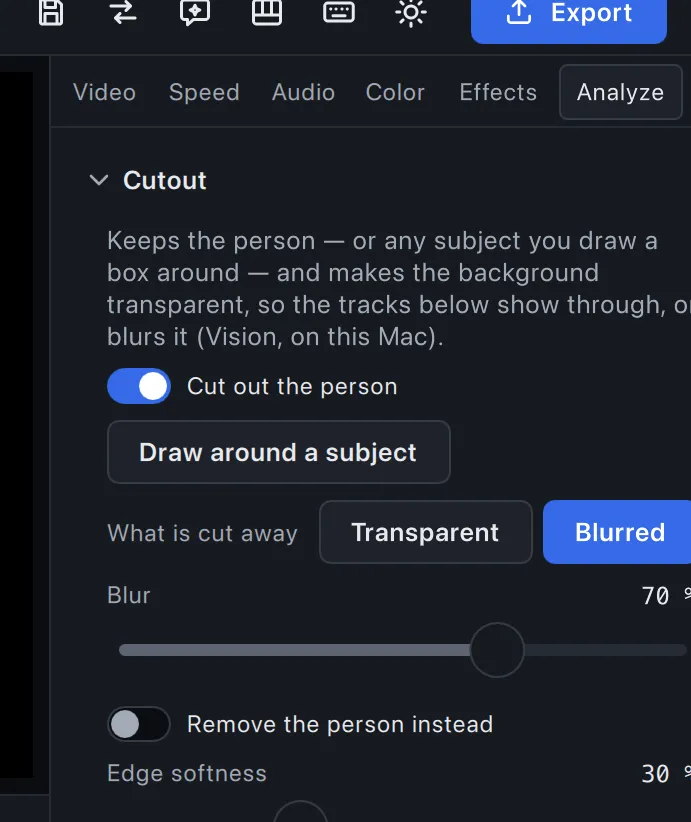 Export
Video Speed Audio Color Effects Analyze
Cutout
Keeps the person — or any subject you draw a
box around — and makes the background
transparent, so the tracks below show through, or
blurs it (Vision, on this Mac).
Cut out the person
Draw around a subject
What is cut away Transparent Blurred
Blur 70 %
Remove the person instead
Edge softness 30 %